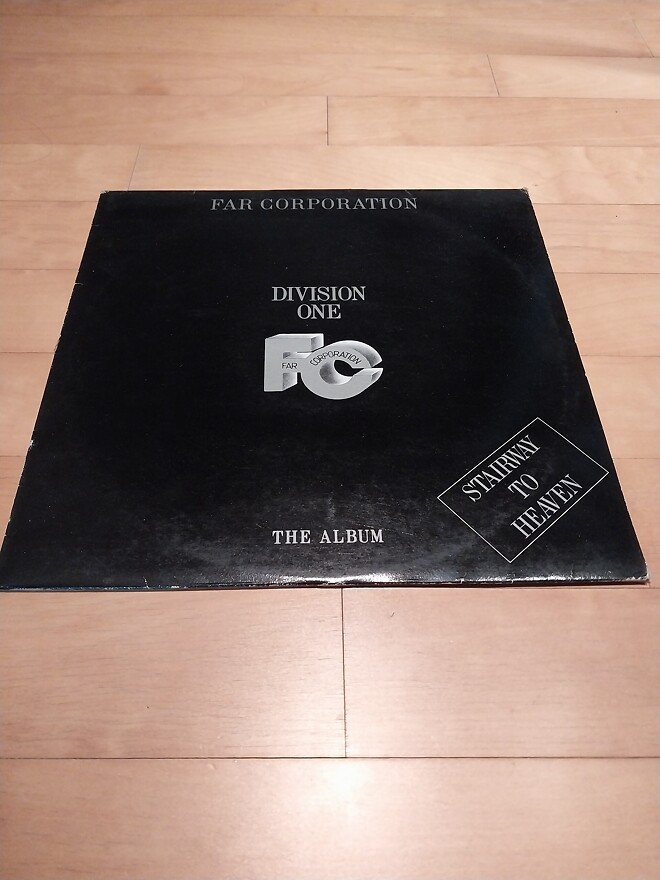 FAR CORPORATION
DIVISION
ONE
FC
FAR CORPORATION
STAIRWAY
TO
HEAVEN
THE ALBUM